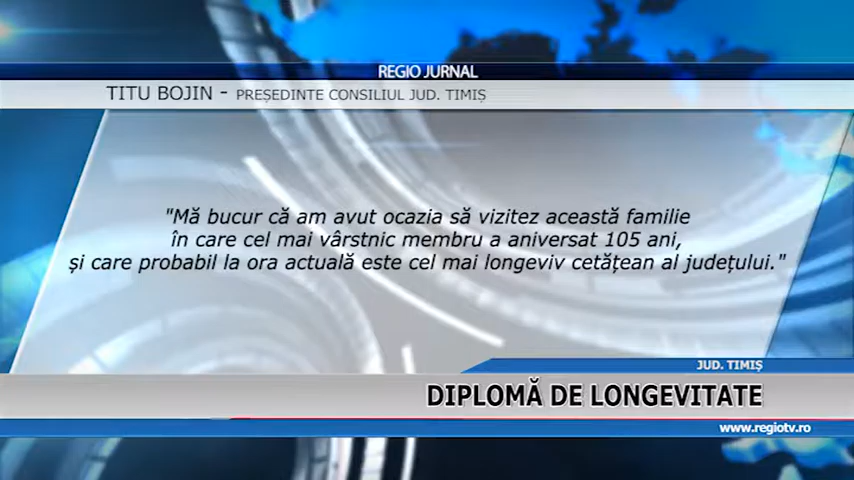 REGIO JURNAL
TITU BOJIN - PREȘEDINTE CONSILIUL JUD. TIMIȘ
"Mă bucur că am avut ocazia să vizitez această familie
în care cel mai vârstnic membru a aniversat 105 ani,
și care probabil la ora actuală este cel mai longeviv cetățean al județului."
JUD. TIMIȘ
DIPLOMĂ DE LONGEVITATE
www.regiotv.ro